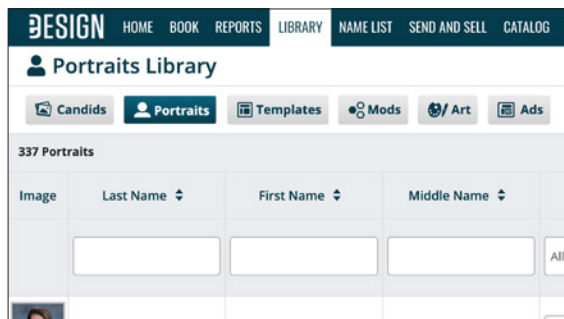 DESIGN HOME BOOK REPORTS LIBRARY NAME LIST SEND AND SELL CATALOG
Portraits Library
Candids Portraits Templates Mods / Art Ads
337 Portraits
Image Last Name First Name Middle Name
All